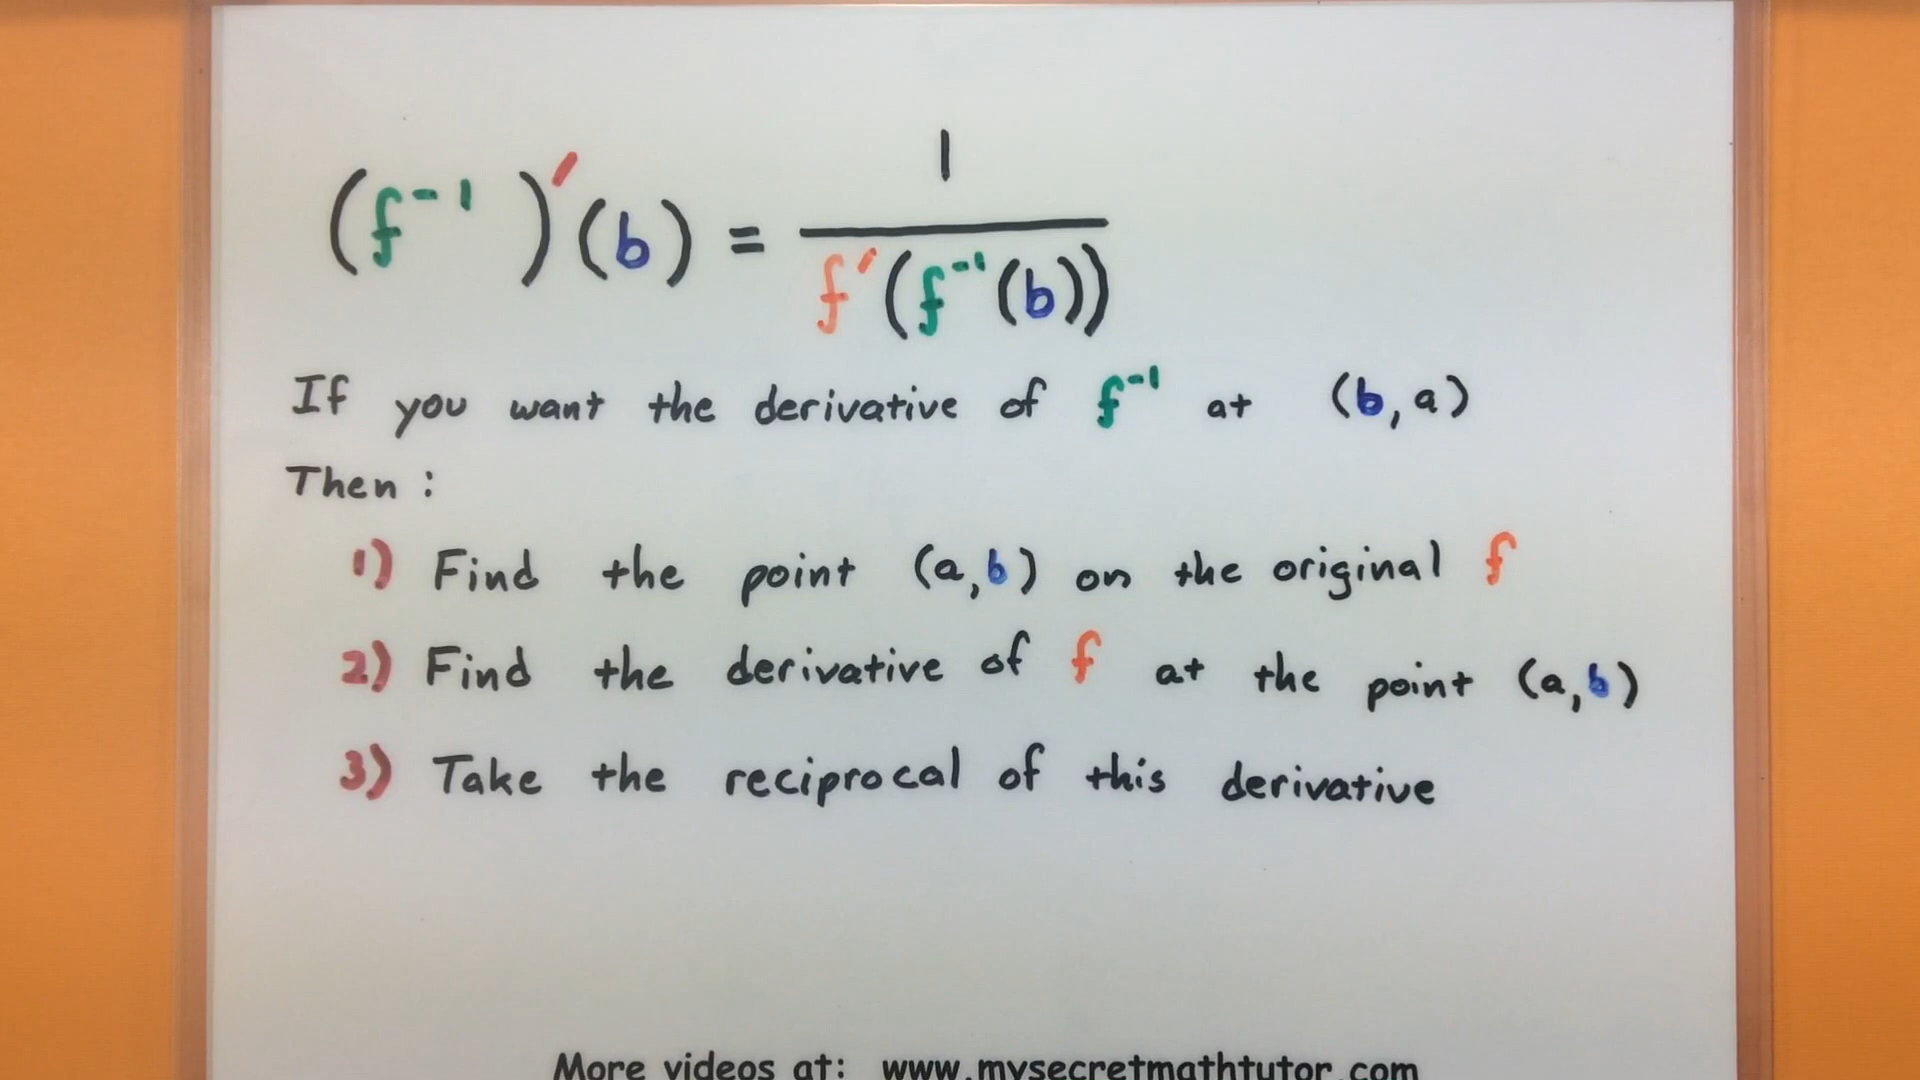 (f⁻¹)′(b) = 1 / f′(f⁻¹(b))
If you want the derivative of f⁻¹ at (b,a)
Then :
1) Find the point (a,b) on the original f
2) Find the derivative of f at the point (a,b)
3) Take the reciprocal of this derivative
More videos at: www.mysecretmathtutor.com